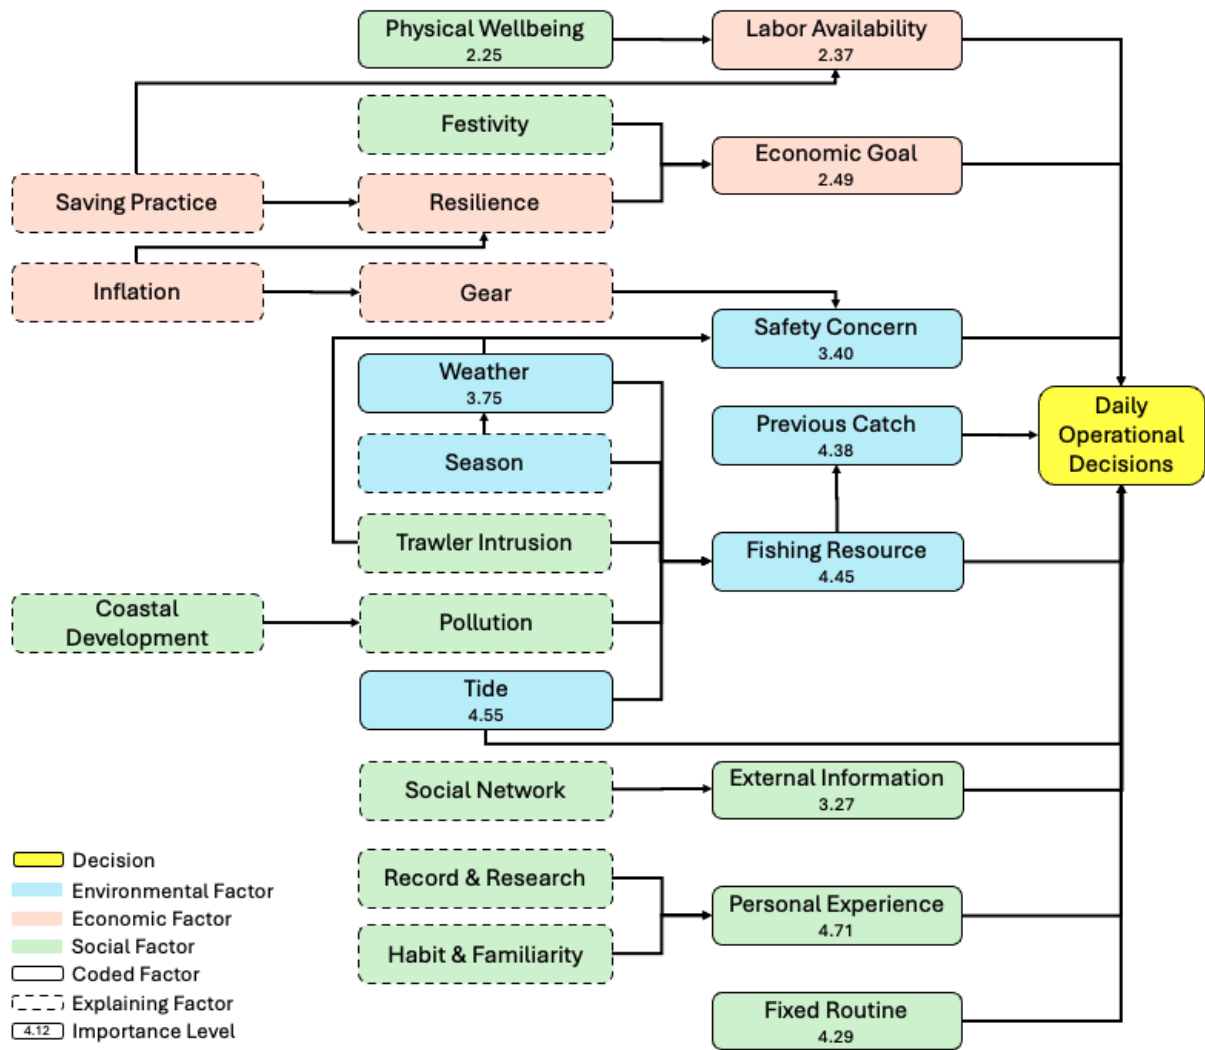 Physical Wellbeing
2.25
Labor Availability
2.37
Festivity
Economic Goal
2.49
Saving Practice
Resilience
Inflation
Gear
Safety Concern
3.40
Weather
3.75
Daily
Operational
Decisions
Previous Catch
4.38
Season
Trawler Intrusion
Fishing Resource
4.45
Coastal
Development
Pollution
Tide
4.55
Social Network
External Information
3.27
Record & Research
Personal Experience
4.71
Habit & Familiarity
Fixed Routine
4.29
Decision
Environmental Factor
Economic Factor
Social Factor
Coded Factor
Explaining Factor
4.12 Importance Level